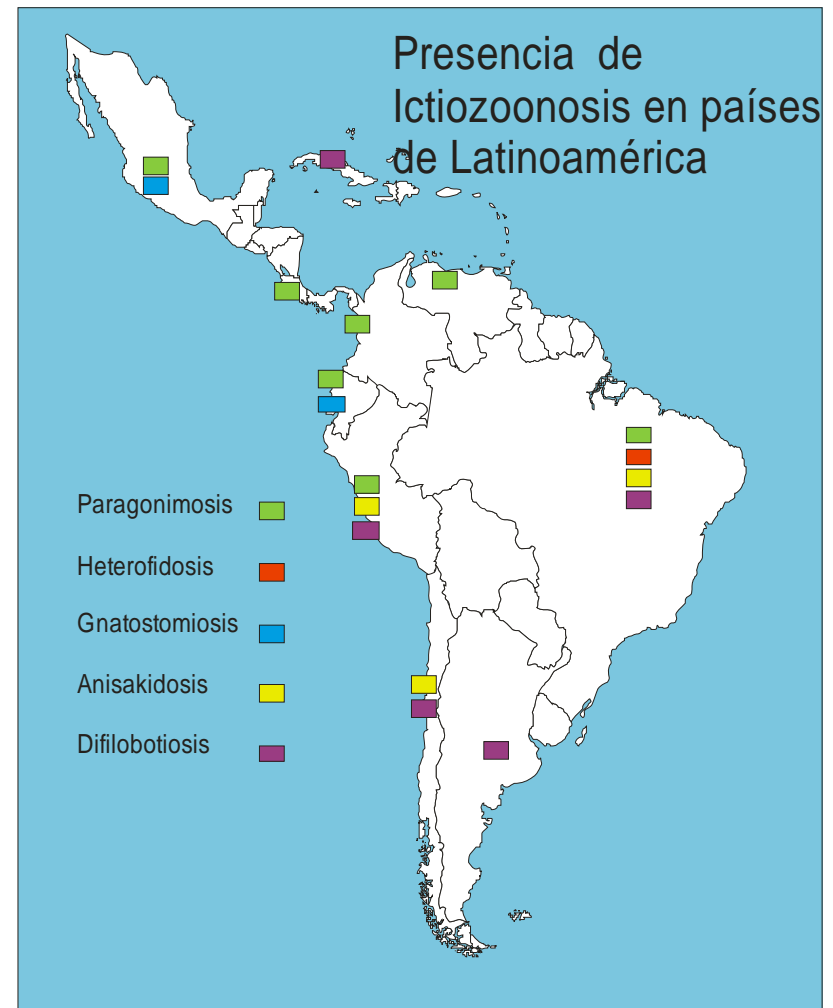 Presencia de
Ictiozoonosis en países
de Latinoamérica
Paragonimosis
Heterofidosis
Gnatostomiosis
Anisakidosis
Difilobotiosis